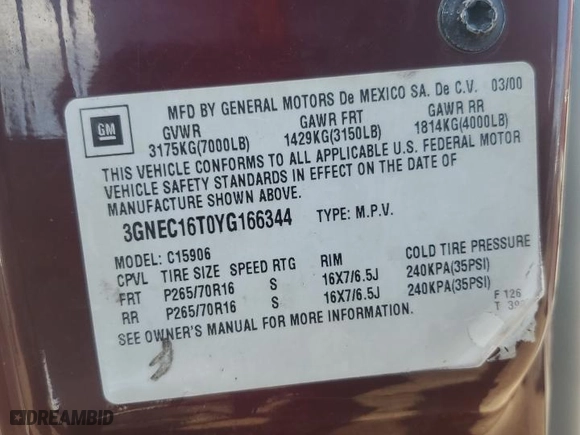 GM
MFD BY GENERAL MOTORS De MEXICO SA. De C.V. 03/00
GVWR GAWR FRT GAWR RR
3175KG(7000LB) 1429KG(3150LB) 1814KG(4000LB)
THIS VEHICLE CONFORMS TO ALL APPLICABLE U.S. FEDERAL MOTOR
VEHICLE SAFETY STANDARDS IN EFFECT ON THE DATE OF
MANUFACTURE SHOWN ABOVE.
3GNEC16T0YG166344 TYPE: M.P.V.
MODEL: C15906
CPVL TIRE SIZE SPEED RTG RIM COLD TIRE PRESSURE
FRT P265/70R16 S 16X7/6.5J 240KPA(35PSI)
RR P265/70R16 S 16X7/6.5J 240KPA(35PSI)
SEE OWNER'S MANUAL FOR MORE INFORMATION.
F 126
DREAMBID